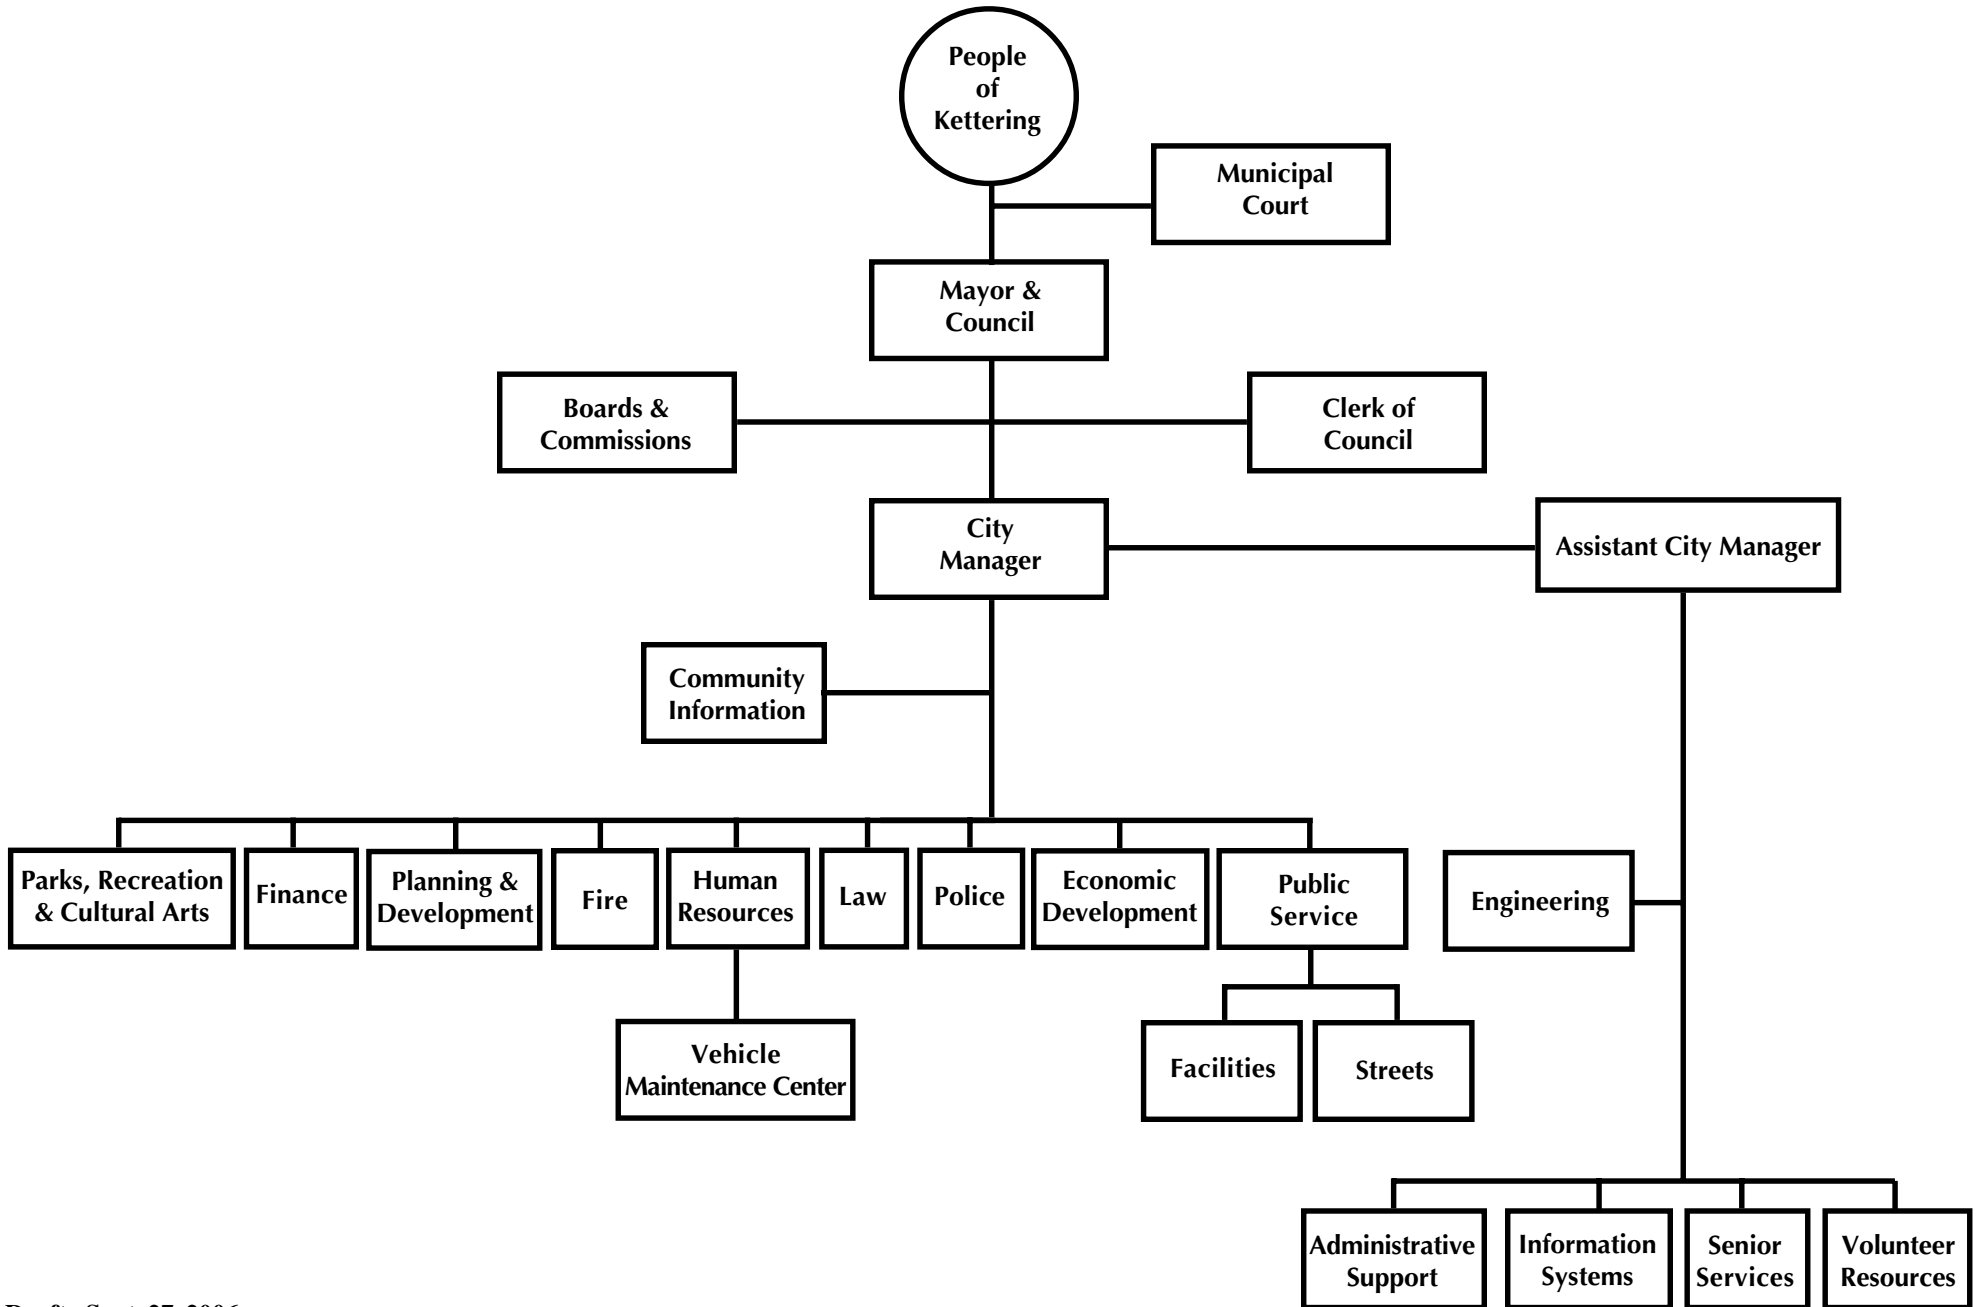 People
of
Kettering
Municipal
Court
Mayor &
Council
Boards &
Commissions
Clerk of
Council
City
Manager
Assistant City Manager
Community
Information
Parks, Recreation
& Cultural Arts
Finance
Planning &
Development
Fire
Human
Resources
Law
Police
Economic
Development
Public
Service
Engineering
Vehicle
Maintenance Center
Facilities
Streets
Administrative
Support
Information
Systems
Senior
Services
Volunteer
Resources